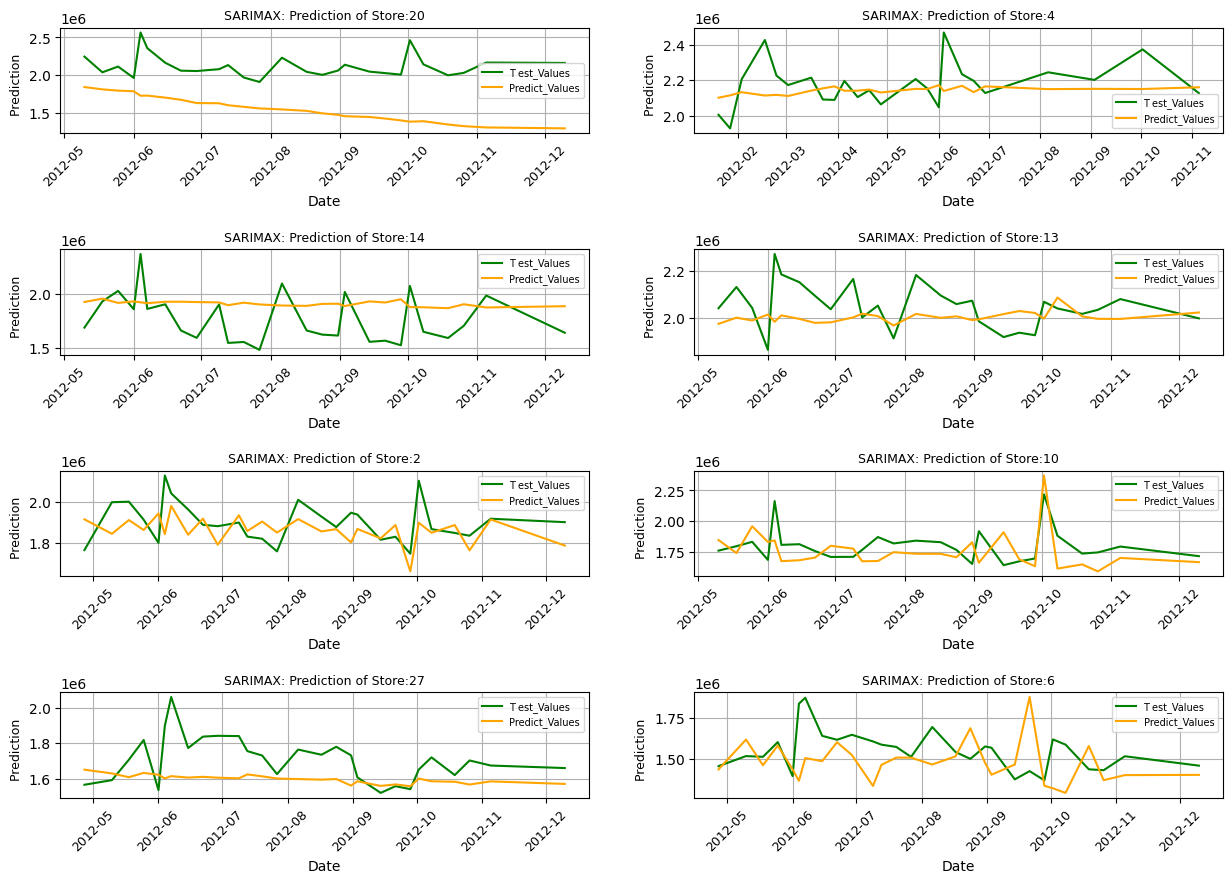 SARIMAX: Prediction of Store:20
1e6
Prediction
2.5
2.0
1.5
Test_Values
Predict_Values
2012-05
2012-06
2012-07
2012-08
2012-09
2012-10
2012-11
2012-12
Date
SARIMAX: Prediction of Store:4
1e6
Prediction
2.4
2.2
2.0
Test_Values
Predict_Values
2012-02
2012-03
2012-04
2012-05
2012-06
2012-07
2012-08
2012-09
2012-10
2012-11
Date
SARIMAX: Prediction of Store:14
1e6
Prediction
2.0
1.5
Test_Values
Predict_Values
2012-05
2012-06
2012-07
2012-08
2012-09
2012-10
2012-11
2012-12
Date
SARIMAX: Prediction of Store:13
1e6
Prediction
2.2
2.0
Test_Values
Predict_Values
2012-05
2012-06
2012-07
2012-08
2012-09
2012-10
2012-11
2012-12
Date
SARIMAX: Prediction of Store:2
1e6
Prediction
2.0
1.8
Test_Values
Predict_Values
2012-05
2012-06
2012-07
2012-08
2012-09
2012-10
2012-11
2012-12
Date
SARIMAX: Prediction of Store:10
1e6
Prediction
2.25
2.00
1.75
Test_Values
Predict_Values
2012-05
2012-06
2012-07
2012-08
2012-09
2012-10
2012-11
2012-12
Date
SARIMAX: Prediction of Store:27
1e6
Prediction
2.0
1.8
1.6
Test_Values
Predict_Values
2012-05
2012-06
2012-07
2012-08
2012-09
2012-10
2012-11
2012-12
Date
SARIMAX: Prediction of Store:6
1e6
Prediction
1.75
1.50
Test_Values
Predict_Values
2012-05
2012-06
2012-07
2012-08
2012-09
2012-10
2012-11
2012-12
Date